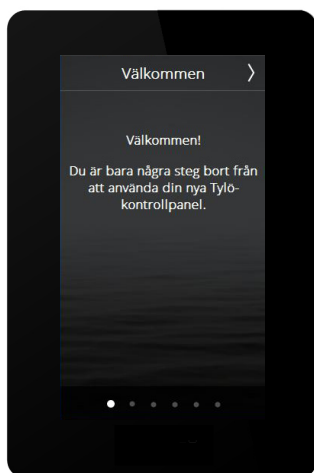 Välkommen
Välkommen!
Du är bara några steg bort från
att använda din nya Tylö-
kontrollpanel.